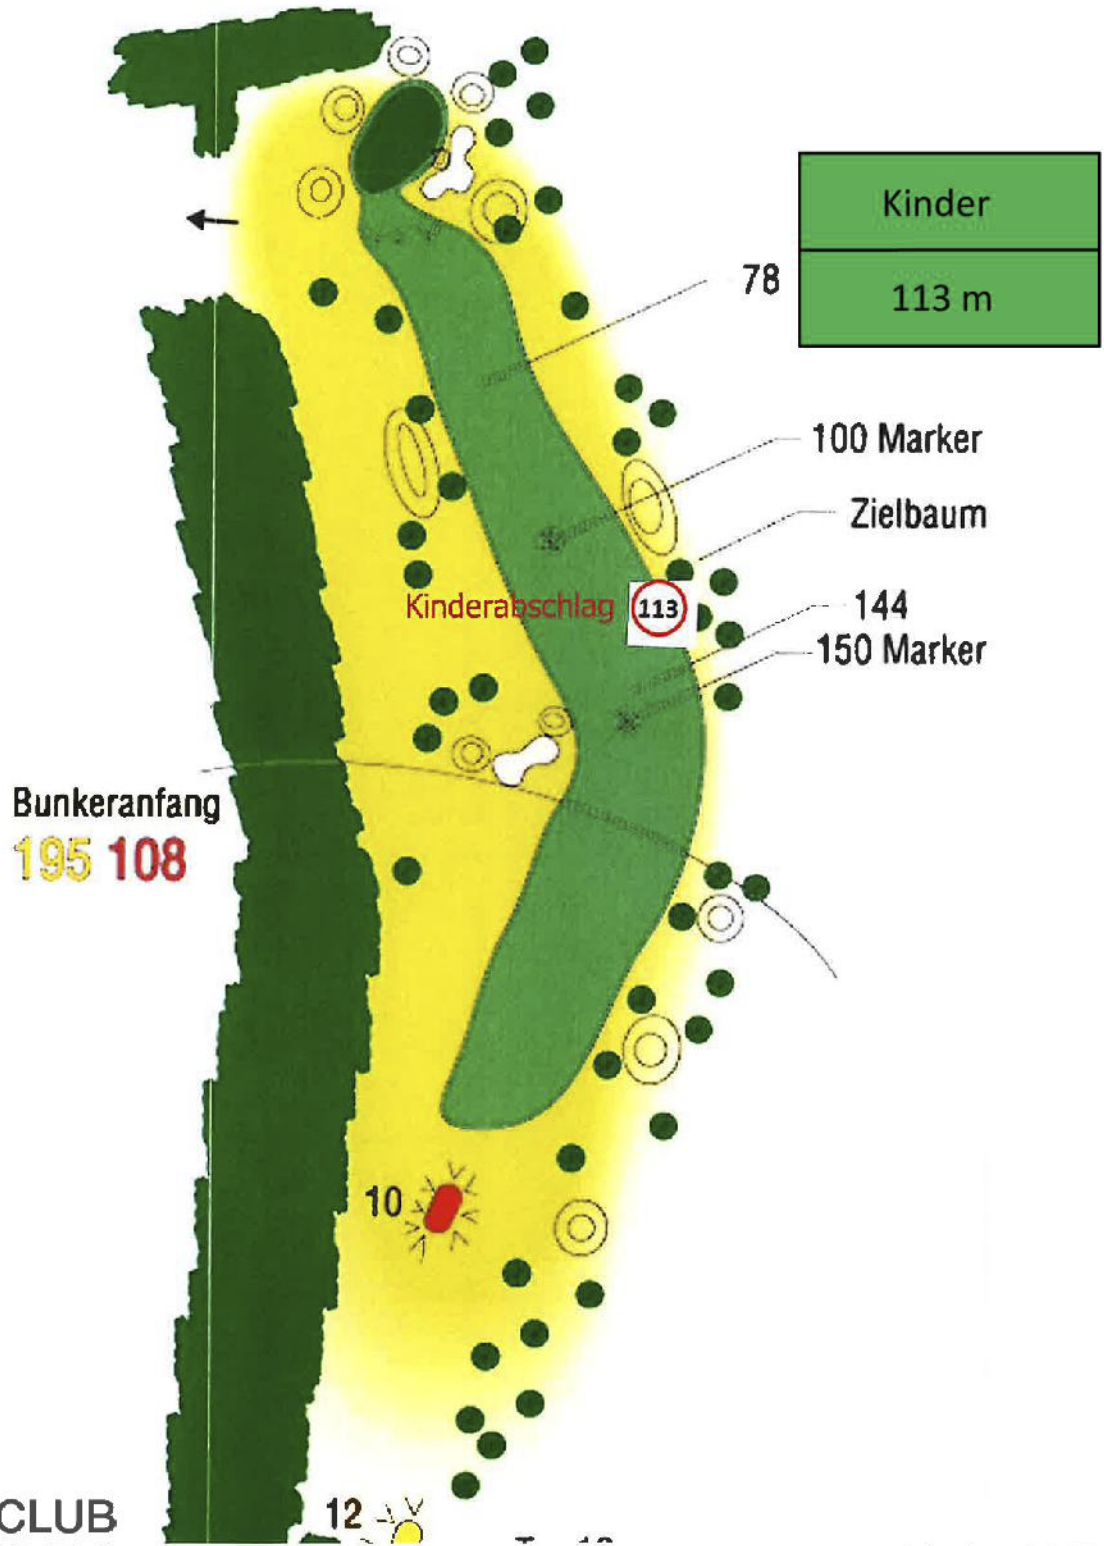 Kinder
113 m
78
100 Marker
Zielbaum
Kinderabschlag
113
144
150 Marker
Bunkeranfang
195 108
10
CLUB
12